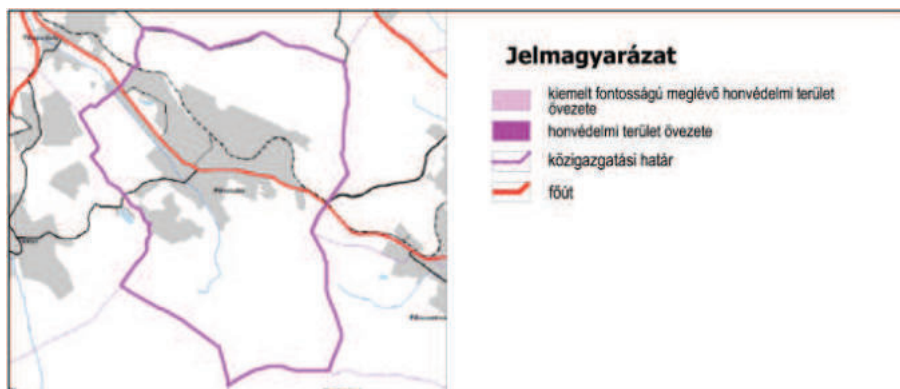 Jelmagyarázat
kiemelt fontosságú meglévő honvédelmi terület
övezete
honvédelmi terület övezete
közigazgatási határ
főút